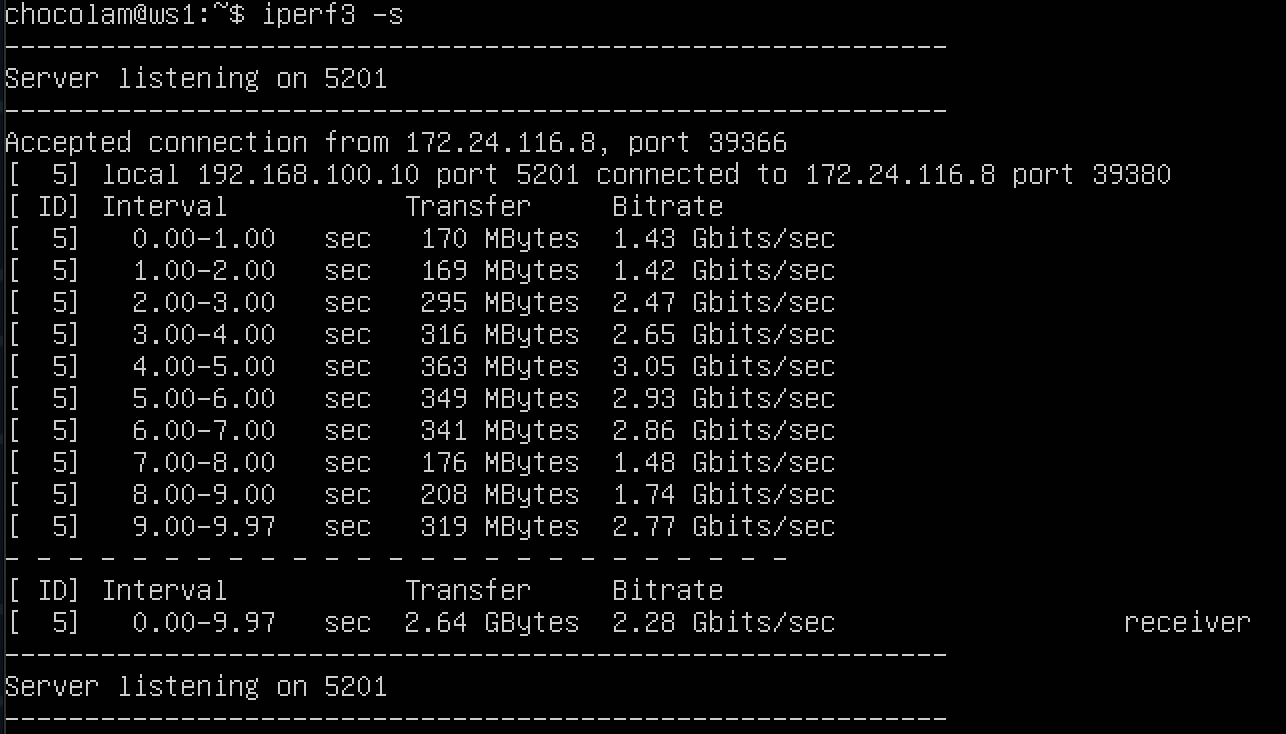 chocolam@ws1:~$ iperf3 -s
-----------------------------------------------------------
Server listening on 5201
-----------------------------------------------------------
Accepted connection from 172.24.116.8, port 39366
[  5] local 192.168.100.10 port 5201 connected to 172.24.116.8 port 39380
[ ID] Interval           Transfer     Bitrate
[  5]   0.00-1.00   sec   170 MBytes  1.43 Gbits/sec
[  5]   1.00-2.00   sec   169 MBytes  1.42 Gbits/sec
[  5]   2.00-3.00   sec   295 MBytes  2.47 Gbits/sec
[  5]   3.00-4.00   sec   316 MBytes  2.65 Gbits/sec
[  5]   4.00-5.00   sec   363 MBytes  3.05 Gbits/sec
[  5]   5.00-6.00   sec   349 MBytes  2.93 Gbits/sec
[  5]   6.00-7.00   sec   341 MBytes  2.86 Gbits/sec
[  5]   7.00-8.00   sec   176 MBytes  1.48 Gbits/sec
[  5]   8.00-9.00   sec   208 MBytes  1.74 Gbits/sec
[  5]   9.00-9.97   sec   319 MBytes  2.77 Gbits/sec
- - - - - - - - - - - - - - - - - - - - - - - - -
[ ID] Interval           Transfer     Bitrate
[  5]   0.00-9.97   sec  2.64 GBytes  2.28 Gbits/sec                  receiver
-----------------------------------------------------------
Server listening on 5201
-----------------------------------------------------------